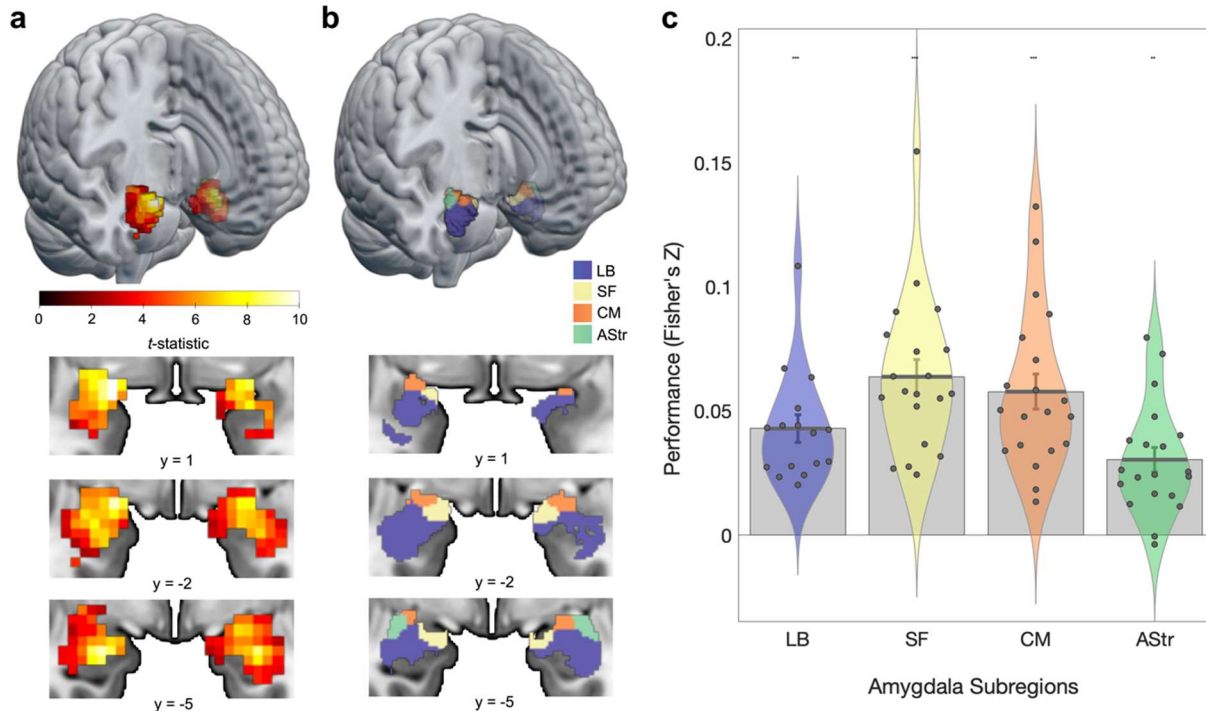 a
b
c
0 2 4 6 8 10
t-statistic
LB
SF
CM
AStr
y = 1
y = -2
y = -5
y = 1
y = -2
y = -5
0.2
0.15
0.1
0.05
0
Performance (Fisher's Z)
*** *** *** **
LB SF CM AStr
Amygdala Subregions